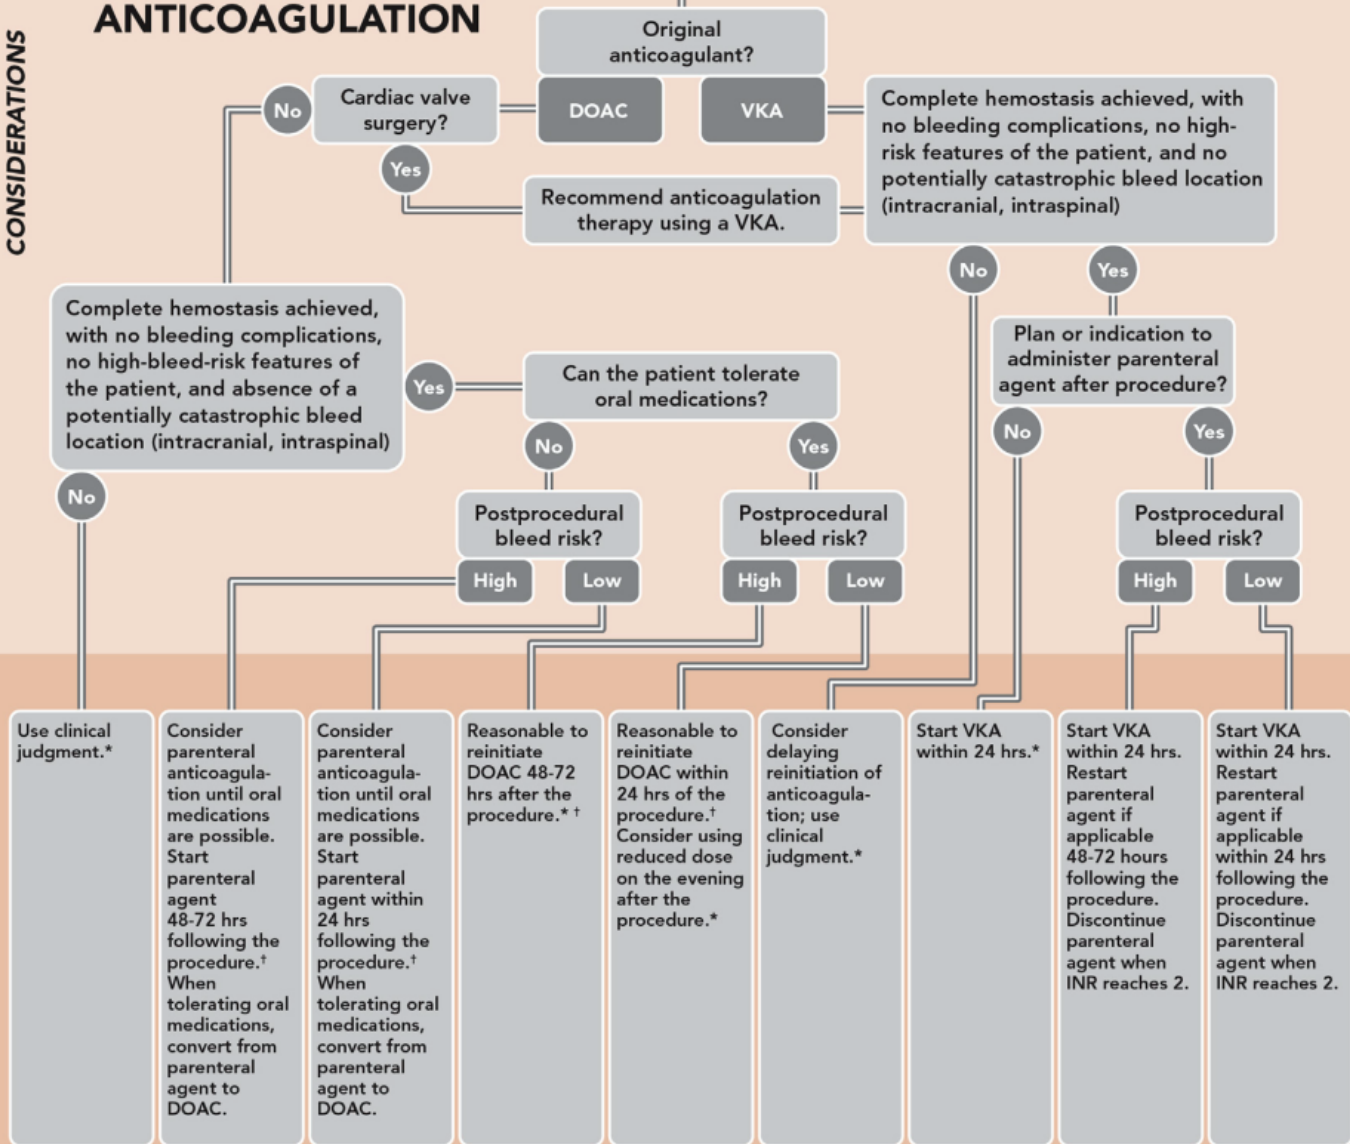 ANTICOAGULATION
CONSIDERATIONS
Original
anticoagulant?
DOAC
VKA
Cardiac valve
surgery?
No
Yes
Recommend anticoagulation
therapy using a VKA.
Complete hemostasis achieved, with
no bleeding complications, no high-
risk features of the patient, and no
potentially catastrophic bleed location
(intracranial, intraspinal)
No
Yes
Plan or indication to
administer parenteral
agent after procedure?
No
Yes
Complete hemostasis achieved,
with no bleeding complications,
no high-bleed-risk features of
the patient, and absence of a
potentially catastrophic bleed
location (intracranial, intraspinal)
Yes
No
Can the patient tolerate
oral medications?
No
Yes
Postprocedural
bleed risk?
High
Low
Postprocedural
bleed risk?
High
Low
Postprocedural
bleed risk?
High
Low
Use clinical
judgment.*
Consider
parenteral
anticoagula-
tion until oral
medications
are possible.
Start
parenteral
agent
48-72 hrs
following the
procedure.†
When
tolerating oral
medications,
convert from
parenteral
agent to
DOAC.
Consider
parenteral
anticoagula-
tion until oral
medications
are possible.
Start
parenteral
agent within
24 hrs
following the
procedure.†
When
tolerating oral
medications,
convert from
parenteral
agent to
DOAC.
Reasonable to
reinitiate
DOAC 48-72
hrs after the
procedure.* †
Reasonable to
reinitiate
DOAC within
24 hrs of the
procedure.†
Consider using
reduced dose
on the evening
after the
procedure.*
Consider
delaying
reinitiation of
anticoagula-
tion; use
clinical
judgment.*
Start VKA
within 24 hrs.*
Start VKA
within 24 hrs.
Restart
parenteral
agent if
applicable
48-72 hours
following the
procedure.
Discontinue
parenteral
agent when
INR reaches 2.
Start VKA
within 24 hrs.
Restart
parenteral
agent if
applicable
within 24 hrs
following the
procedure.
Discontinue
parenteral
agent when
INR reaches 2.